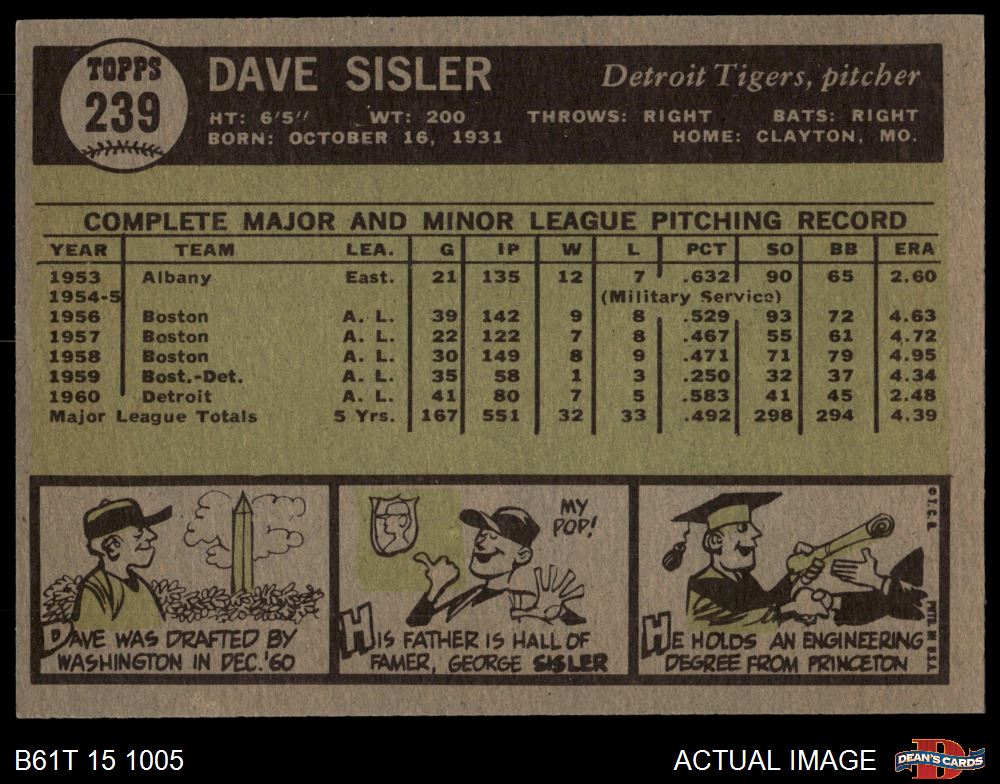 TOPPS
239
DAVE SISLER
Detroit Tigers, pitcher
HT: 6'5" WT: 200 THROWS: RIGHT BATS: RIGHT
BORN: OCTOBER 16, 1931 HOME: CLAYTON, MO.
COMPLETE MAJOR AND MINOR LEAGUE PITCHING RECORD
YEAR TEAM LEA. G IP W L PCT SO BB ERA
1953 Albany East. 21 135 12 7 .632 90 65 2.60
1954-5 (Military Service)
1956 Boston A. L. 39 142 9 8 .529 93 72 4.63
1957 Boston A. L. 22 122 7 8 .467 55 61 4.72
1958 Boston A. L. 30 149 8 9 .471 71 79 4.95
1959 Bost.-Det. A. L. 35 58 1 3 .250 32 37 4.34
1960 Detroit A. L. 41 80 7 5 .583 41 45 2.48
Major League Totals 5 Yrs. 167 551 32 33 .492 298 294 4.39
DAVE WAS DRAFTED BY
WASHINGTON IN DEC. '60
MY
POP!
HIS FATHER IS HALL OF
FAMER, GEORGE SISLER
HE HOLDS AN ENGINEERING
DEGREE FROM PRINCETON
© T.C.G.
PRTD. IN U.S.A.
B61T 15 1005
ACTUAL IMAGE
DEAN'S CARDS